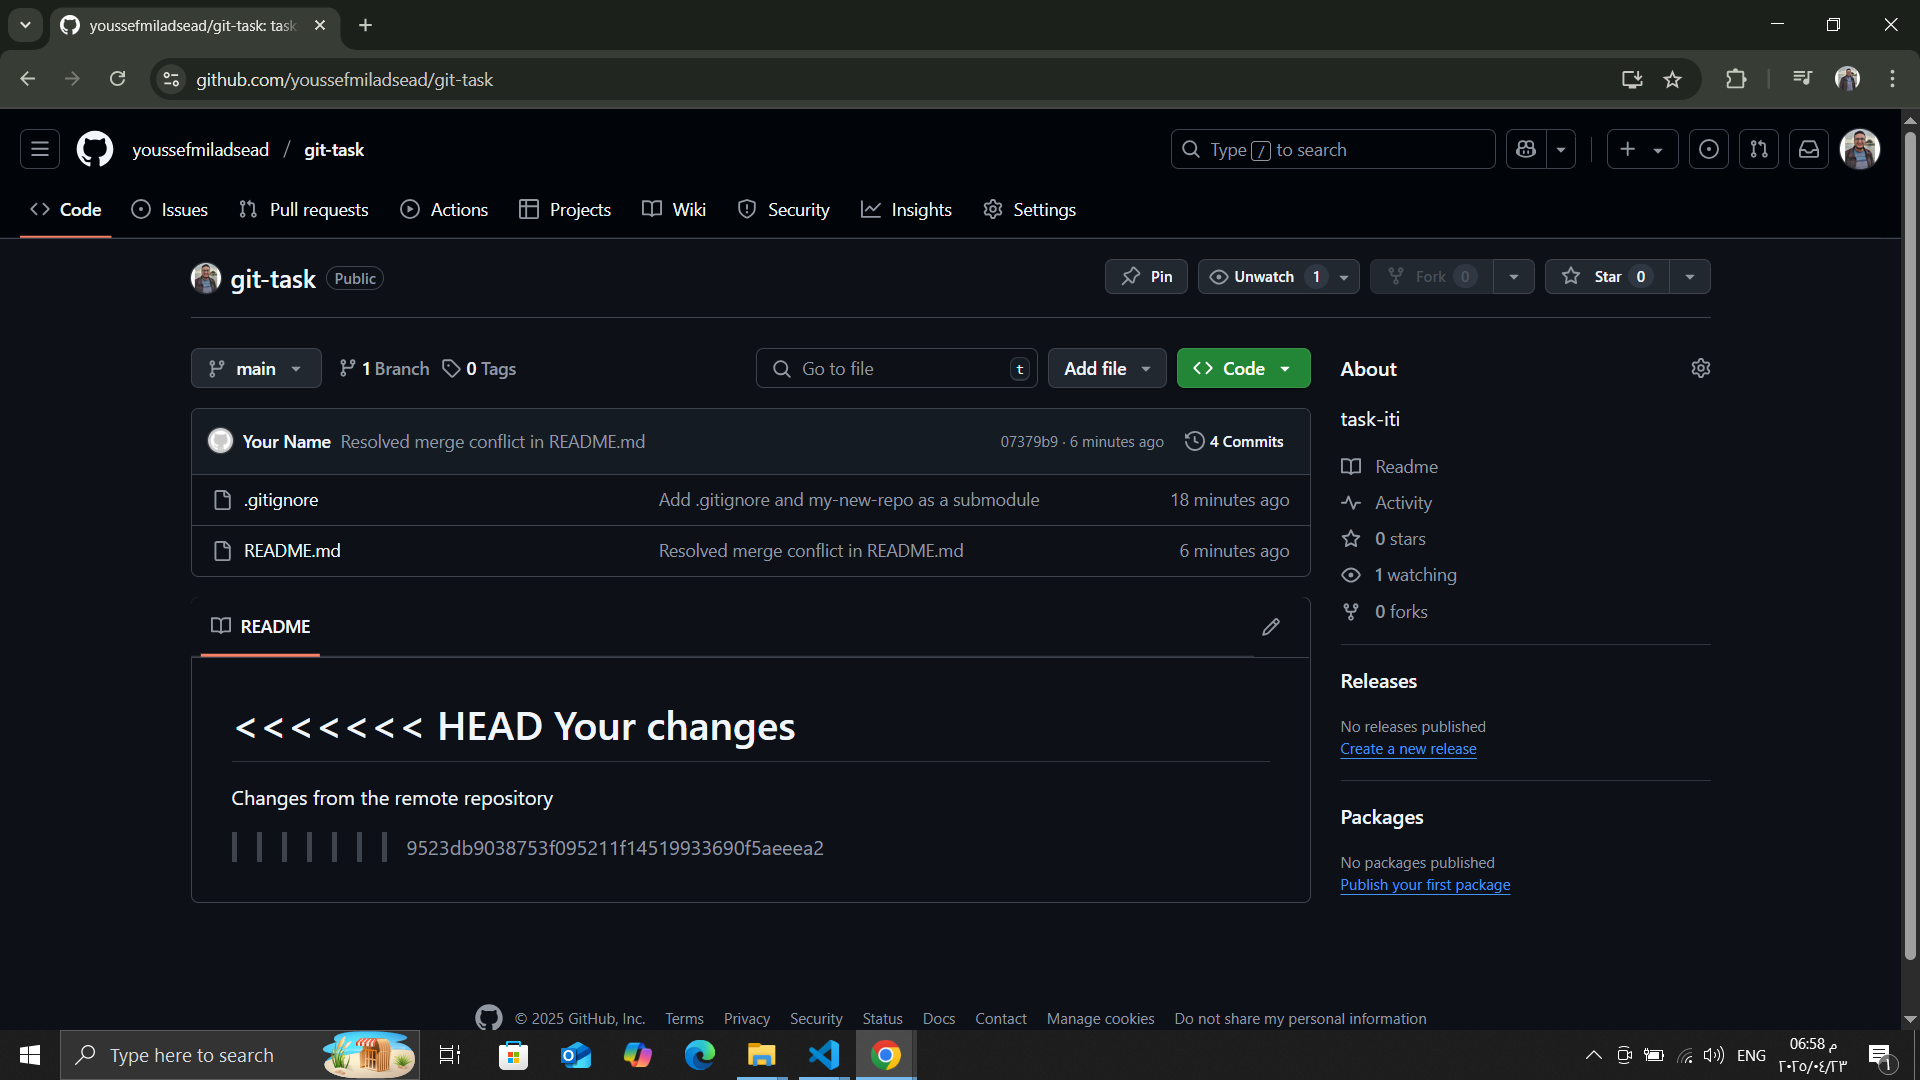 youssefmiladsead/git-task: task
github.com/youssefmiladsead/git-task
youssefmiladsead / git-task
Type / to search
Code Issues Pull requests Actions Projects Wiki Security Insights Settings
git-task Public
Pin Unwatch 1 Fork 0 Star 0
main 1 Branch 0 Tags Go to file t Add file Code
Your Name Resolved merge conflict in README.md 07379b9 · 6 minutes ago 4 Commits
.gitignore Add .gitignore and my-new-repo as a submodule 18 minutes ago
README.md Resolved merge conflict in README.md 6 minutes ago
README
<<<<<<< HEAD Your changes
Changes from the remote repository
9523db9038753f095211f14519933690f5aeeea2
About
task-iti
Readme
Activity
0 stars
1 watching
0 forks
Releases
No releases published
Create a new release
Packages
No packages published
Publish your first package
© 2025 GitHub, Inc. Terms Privacy Security Status Docs Contact Manage cookies Do not share my personal information
Type here to search
ENG
06:58 م
٢٠٢٥/٠٤/٢٣
١